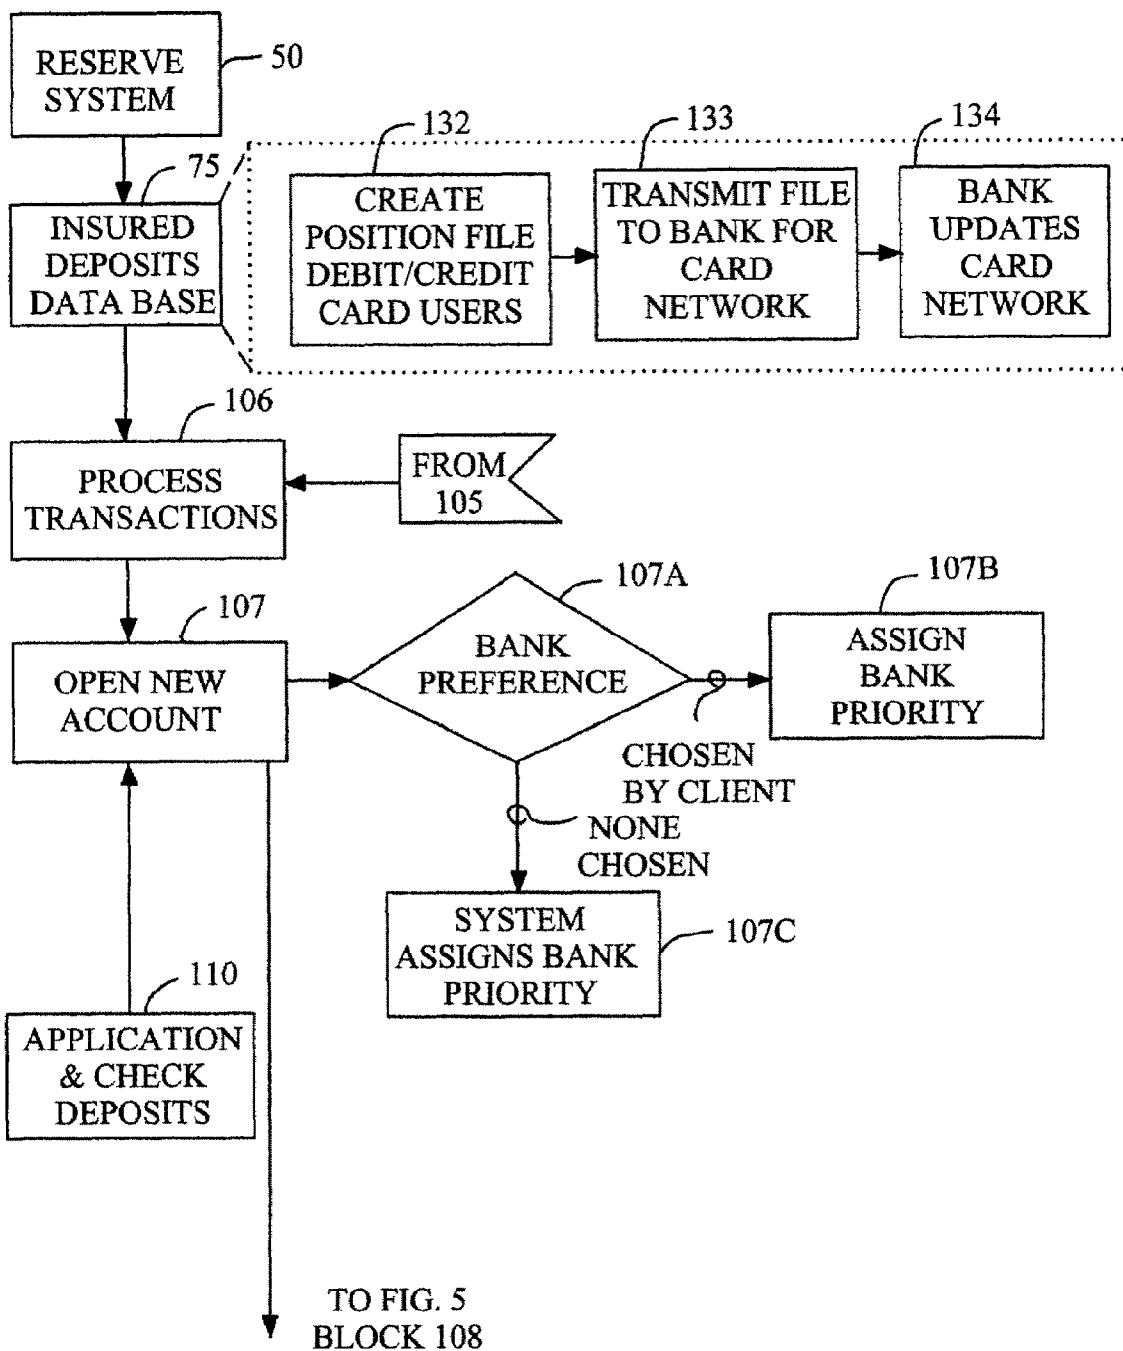 RESERVE
SYSTEM
50
75
INSURED
DEPOSITS
DATA BASE
132
CREATE
POSITION FILE
DEBIT/CREDIT
CARD USERS
133
TRANSMIT FILE
TO BANK FOR
CARD
NETWORK
134
BANK
UPDATES
CARD
NETWORK
106
PROCESS
TRANSACTIONS
FROM
105
107
OPEN NEW
ACCOUNT
107A
BANK
PREFERENCE
107B
ASSIGN
BANK
PRIORITY
CHOSEN
BY CLIENT
NONE
CHOSEN
SYSTEM
ASSIGNS BANK
PRIORITY
107C
110
APPLICATION
& CHECK
DEPOSITS
TO FIG. 5
BLOCK 108